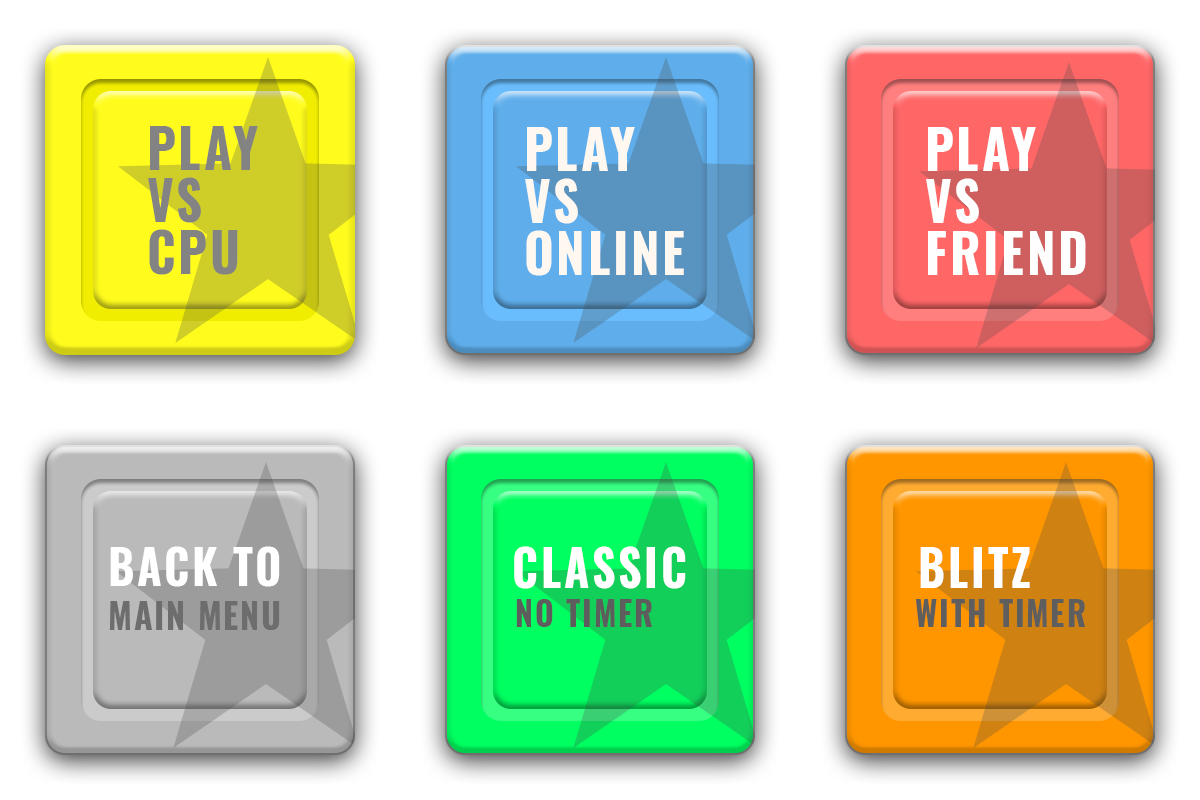 PLAY
VS
CPU
PLAY
VS
ONLINE
PLAY
VS
FRIEND
BACK TO
MAIN MENU
CLASSIC
NO TIMER
BLITZ
WITH TIMER